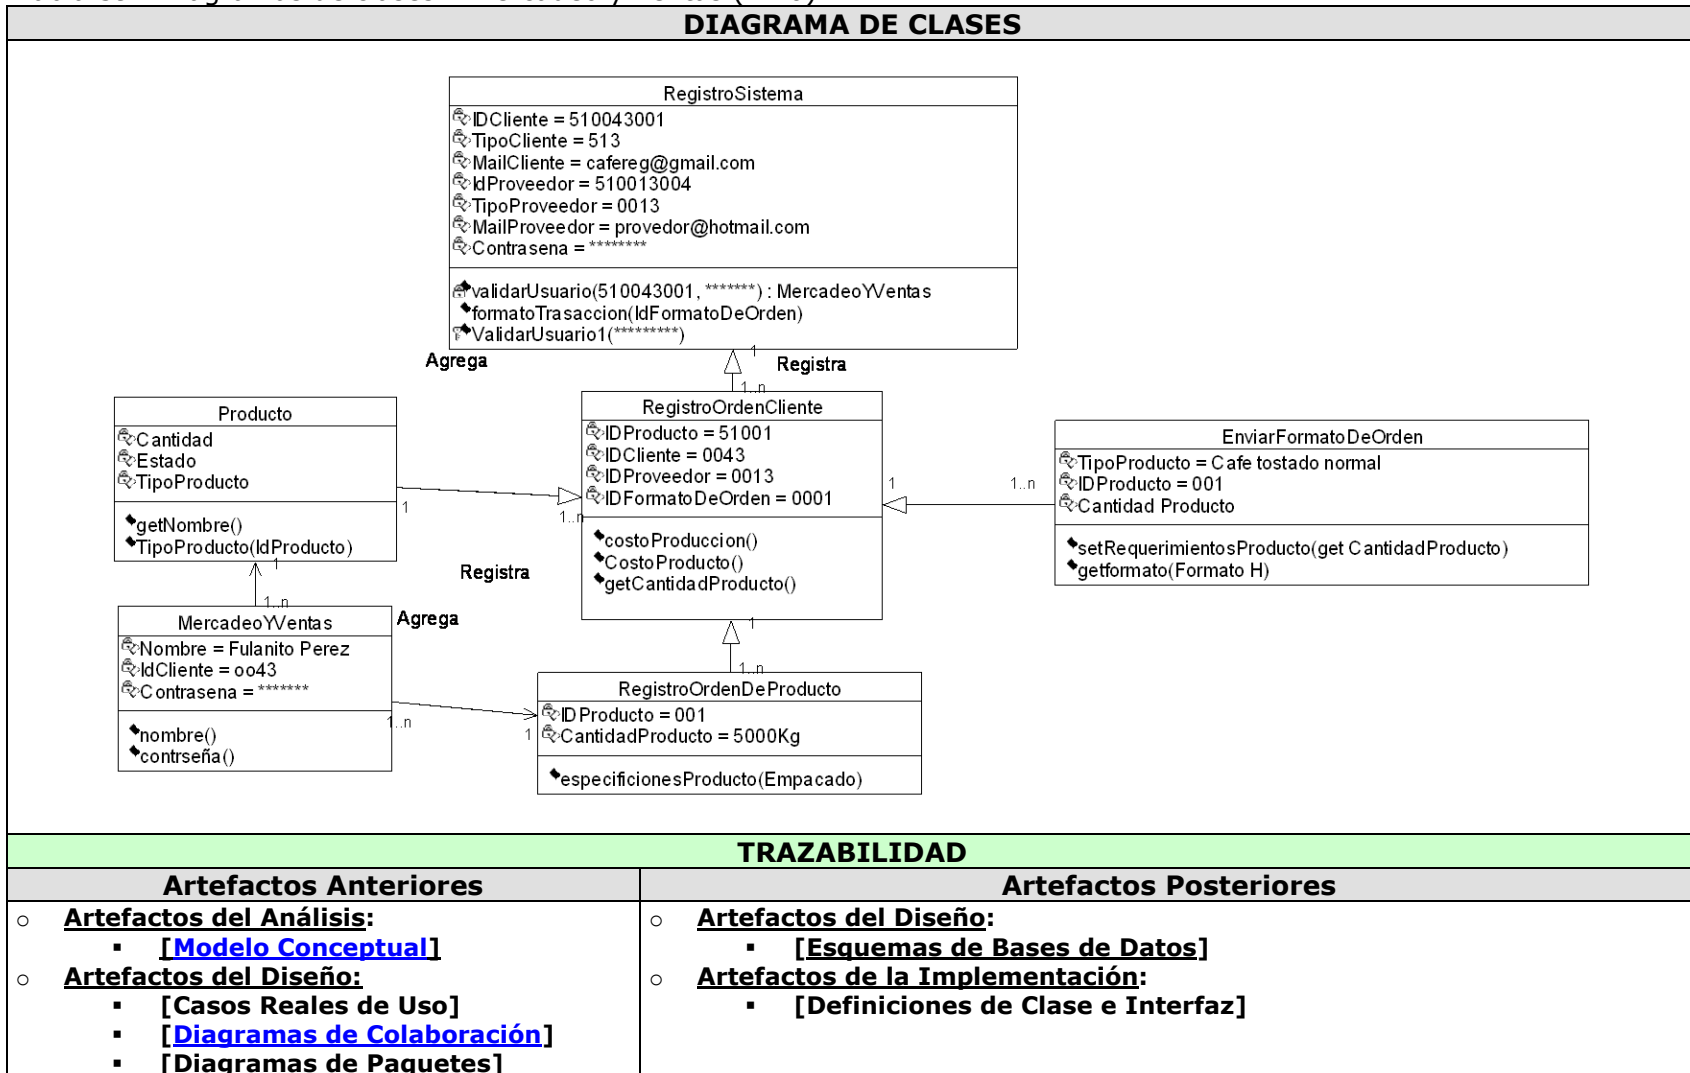 DIAGRAMA DE CLASES
RegistroSistema
IDCliente = 510043001
TipoCliente = 513
MailCliente = cafereg@gmail.com
IdProveedor = 510013004
TipoProveedor = 0013
MailProveedor = provedor@hotmail.com
Contrasena = ********
validarUsuario(510043001, *******) : MercadeoYVentas
formatoTrasaccion(IdFormatoDeOrden)
ValidarUsuario1(*********)
Agrega
1
Registra
1..n
Producto
Cantidad
Estado
TipoProducto
getNombre()
TipoProducto(IdProducto)
1
1..n
RegistroOrdenCliente
IDProducto = 51001
IDCliente = 0043
IDProveedor = 0013
IDFormatoDeOrden = 0001
costoProduccion()
CostoProducto()
getCantidadProducto()
1
1..n
EnviarFormatoDeOrden
TipoProducto = Cafe tostado normal
IDProducto = 001
Cantidad Producto
setRequerimientosProducto(get CantidadProducto)
getformato(Formato H)
1
1..n
Registra
Agrega
MercadeoYVentas
Nombre = Fulanito Perez
IdCliente = oo43
Contrasena = *******
nombre()
contrseña()
1..n
1
1
1..n
RegistroOrdenDeProducto
IDProducto = 001
CantidadProducto = 5000Kg
especificionesProducto(Empacado)
TRAZABILIDAD
Artefactos Anteriores
Artefactos del Análisis:
[Modelo Conceptual]
Artefactos del Diseño:
[Casos Reales de Uso]
[Diagramas de Colaboración]
[Diagramas de Paquetes]
Artefactos Posteriores
Artefactos del Diseño:
[Esquemas de Bases de Datos]
Artefactos de la Implementación:
[Definiciones de Clase e Interfaz]